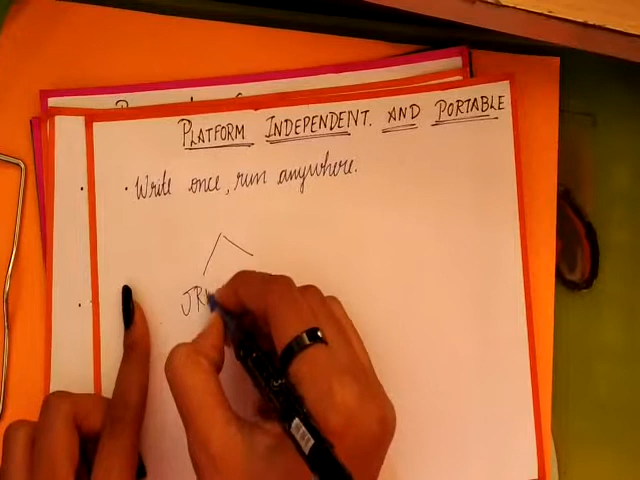 PLATFORM INDEPENDENT. AND PORTABLE
• Write once, run anywhere.